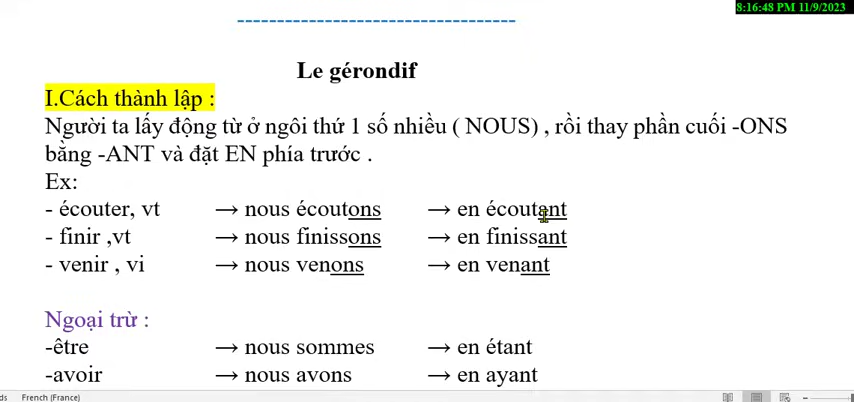 8:16:48 PM 11/9/2023
Le gérondif
I.Cách thành lập :
Người ta lấy động từ ở ngôi thứ 1 số nhiều ( NOUS) , rồi thay phần cuối -ONS
bằng -ANT và đặt EN phía trước .
Ex:
- écouter, vt → nous écoutons → en écoutant
- finir ,vt → nous finissons → en finissant
- venir , vi → nous venons → en venant
Ngoại trừ :
-être → nous sommes → en étant
-avoir → nous avons → en ayant
ds French (France)